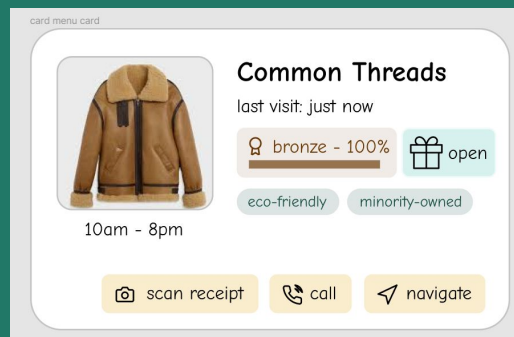 card menu card
Common Threads
last visit: just now
bronze - 100%
open
eco-friendly
minority-owned
10am - 8pm
scan receipt
call
navigate